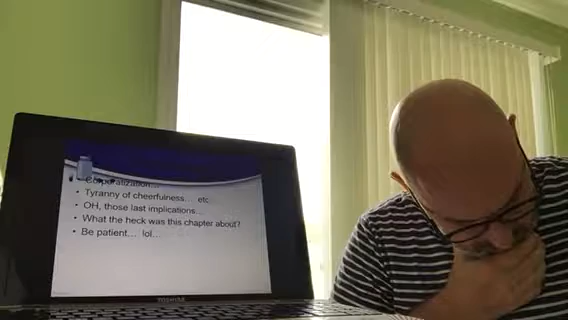 • Corporatization...
• Tyranny of cheerfulness... etc
• OH, those last implications...
• What the heck was this chapter about?
• Be patient... lol...
TOSHIBA